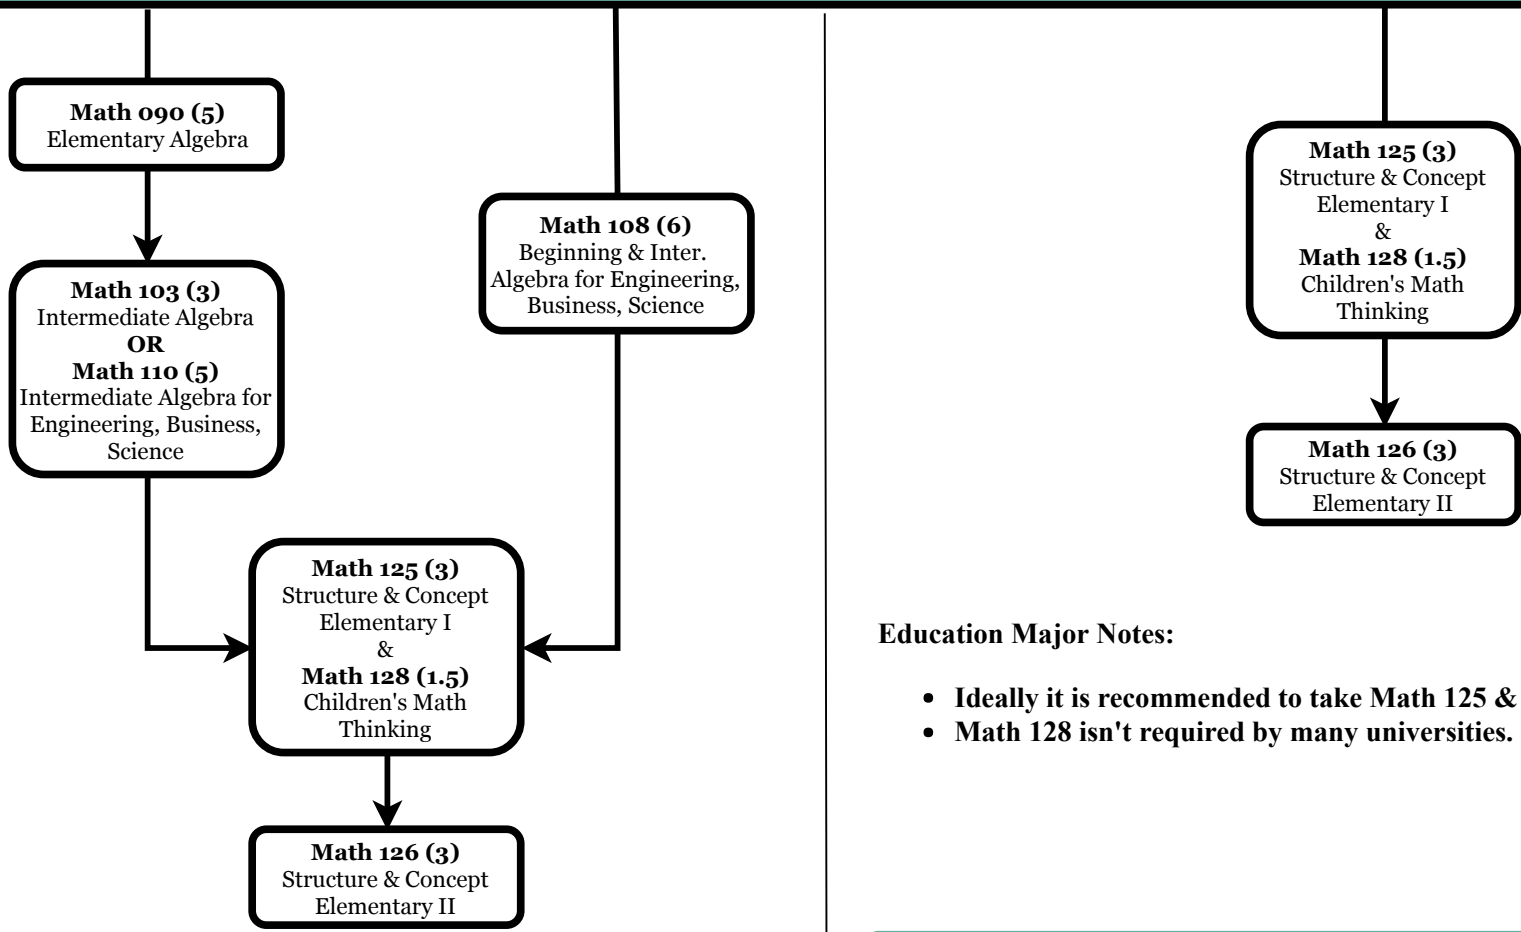 Math 090 (5)
Elementary Algebra
Math 103 (3)
Intermediate Algebra
OR
Math 110 (5)
Intermediate Algebra for
Engineering, Business,
Science
Math 108 (6)
Beginning & Inter.
Algebra for Engineering,
Business, Science
Math 125 (3)
Structure & Concept
Elementary I
&
Math 128 (1.5)
Children's Math
Thinking
Math 126 (3)
Structure & Concept
Elementary II
Math 125 (3)
Structure & Concept
Elementary I
&
Math 128 (1.5)
Children's Math
Thinking
Math 126 (3)
Structure & Concept
Elementary II
Education Major Notes:
• Ideally it is recommended to take Math 125 &
• Math 128 isn't required by many universities.